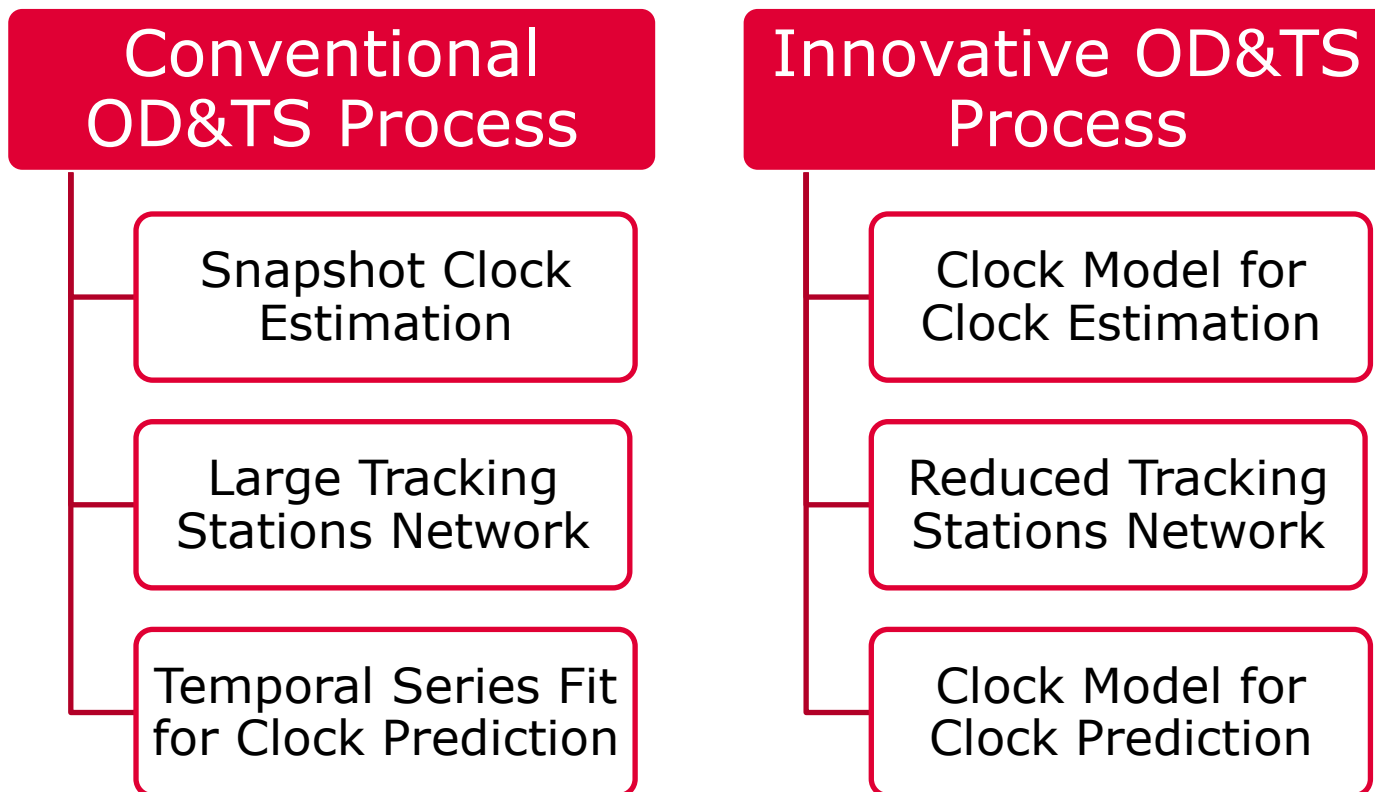 Conventional
OD&TS Process
Snapshot Clock
Estimation
Large Tracking
Stations Network
Temporal Series Fit
for Clock Prediction
Innovative OD&TS
Process
Clock Model for
Clock Estimation
Reduced Tracking
Stations Network
Clock Model for
Clock Prediction